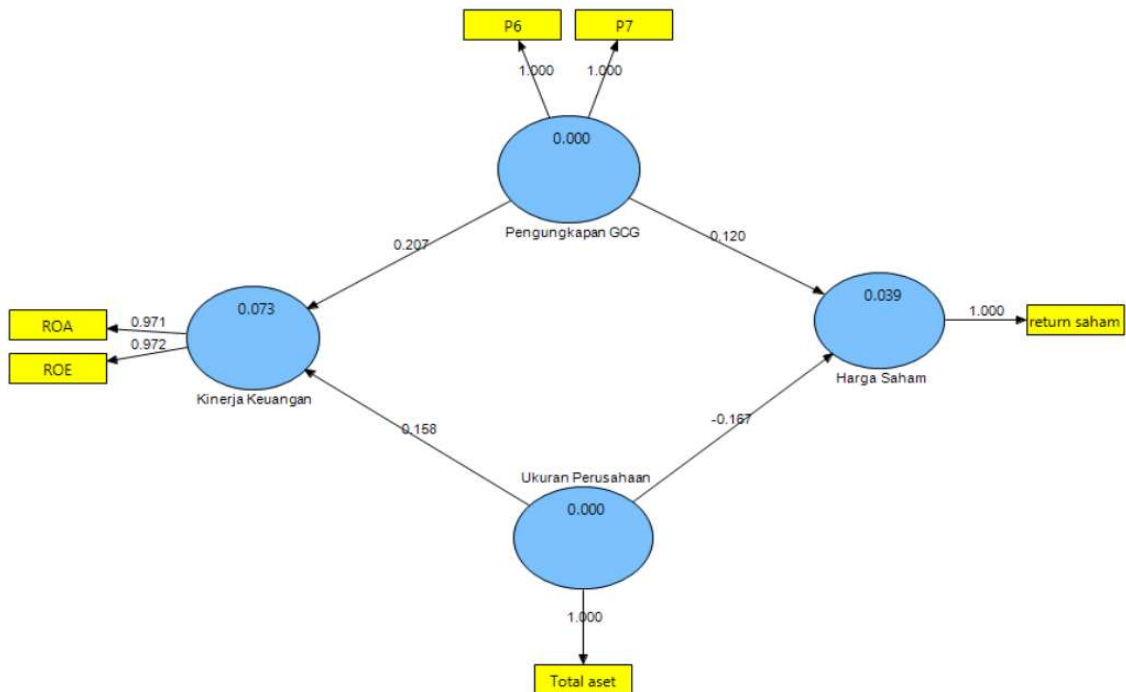 P6
P7
1.000
1.000
0.000
Pengungkapan GCG
0.207
0.120
0.073
Kinerja Keuangan
0.039
Harga Saham
ROA
0.971
ROE
0.972
1.000
return saham
0.158
-0.167
Ukuran Perusahaan
0.000
1.000
Total aset